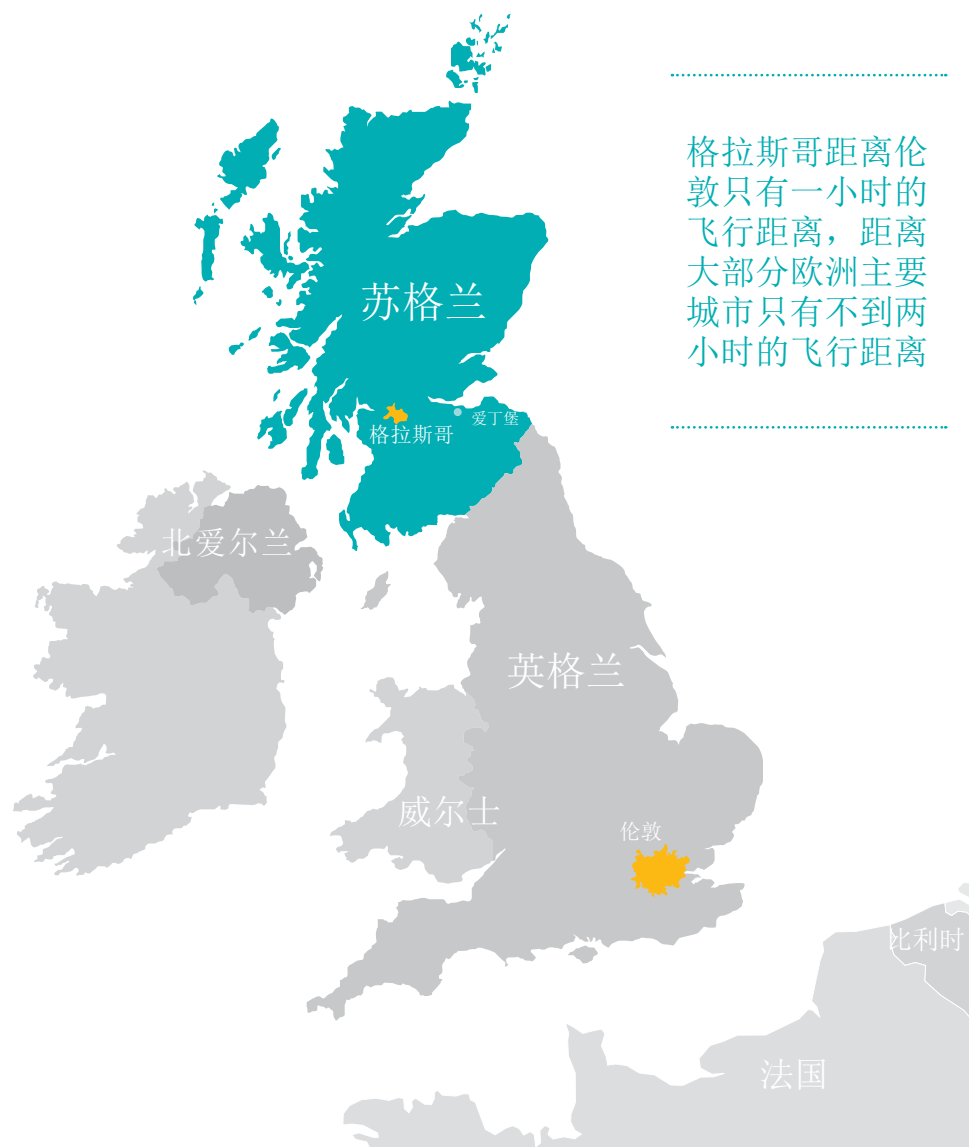 格拉斯哥距离伦
敦只有一小时的
飞行距离，距离
大部分欧洲主要
城市只有不到两
小时的飞行距离
苏格兰
爱丁堡
格拉斯哥
北爱尔兰
英格兰
威尔士
伦敦
比利时
法国